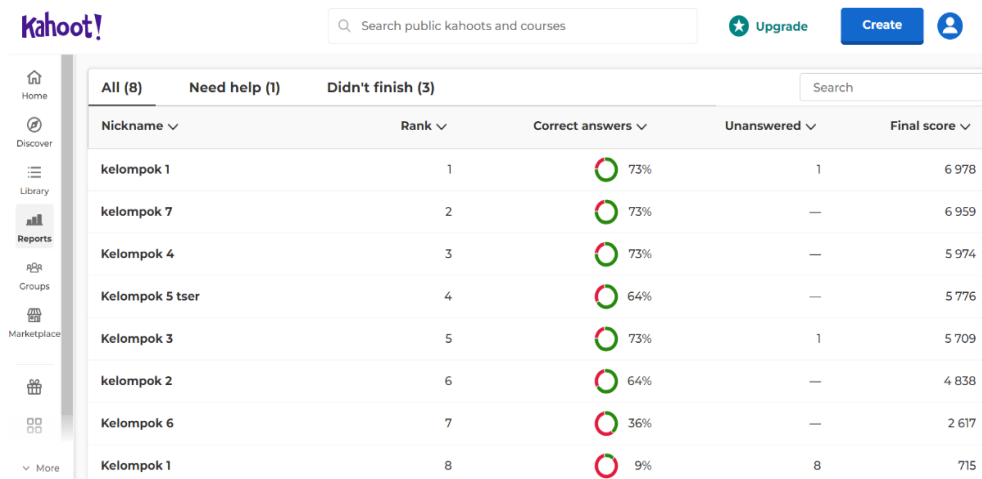 Kahoot!
Search public kahoots and courses
Upgrade
Create
Home
Discover
Library
Reports
Groups
Marketplace
More
All (8) Need help (1) Didn't finish (3) Search
Nickname Rank Correct answers Unanswered Final score
kelompok 1 1 73% 1 6 978
kelompok 7 2 73% — 6 959
Kelompok 4 3 73% — 5 974
Kelompok 5 tser 4 64% — 5 776
Kelompok 3 5 73% 1 5 709
kelompok 2 6 64% — 4 838
Kelompok 6 7 36% — 2 617
Kelompok 1 8 9% 8 715